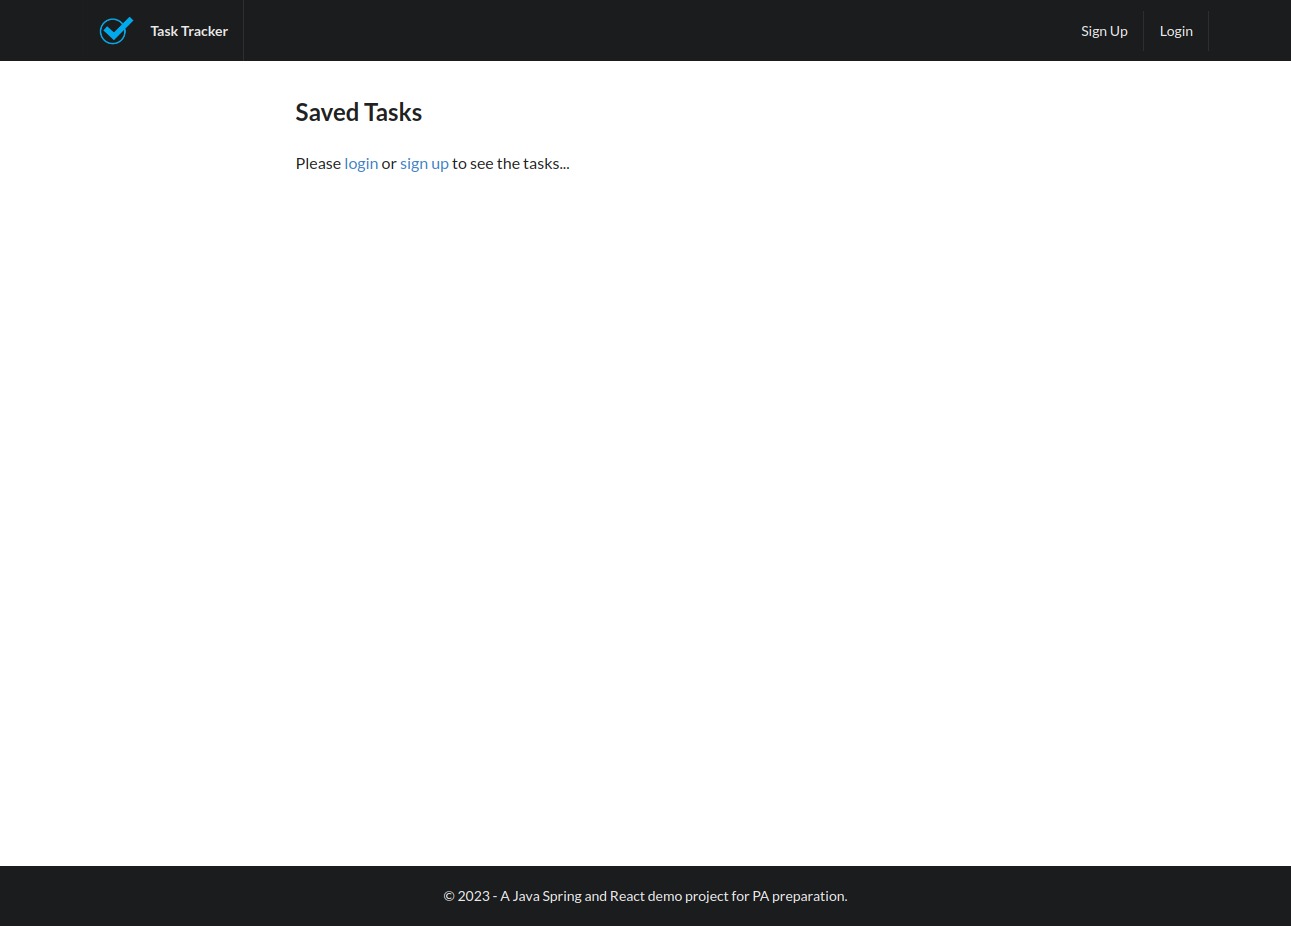 Task Tracker
Sign Up
Login
Saved Tasks
Please login or sign up to see the tasks...
© 2023 - A Java Spring and React demo project for PA preparation.